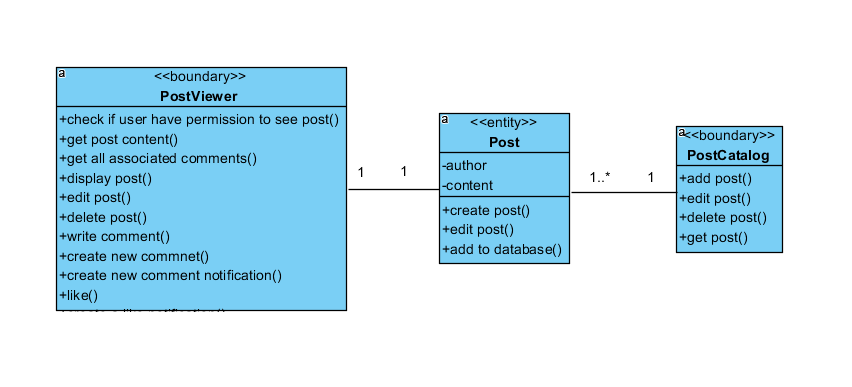 a
<<boundary>>
PostViewer
+check if user have permission to see post()
+get post content()
+get all associated comments()
+display post()
+edit post()
+delete post()
+write comment()
+create new commnet()
+create new comment notification()
+like()
1
1
a
<<entity>>
Post
-author
-content
+create post()
+edit post()
+add to database()
1..*
1
a
<<boundary>>
PostCatalog
+add post()
+edit post()
+delete post()
+get post()